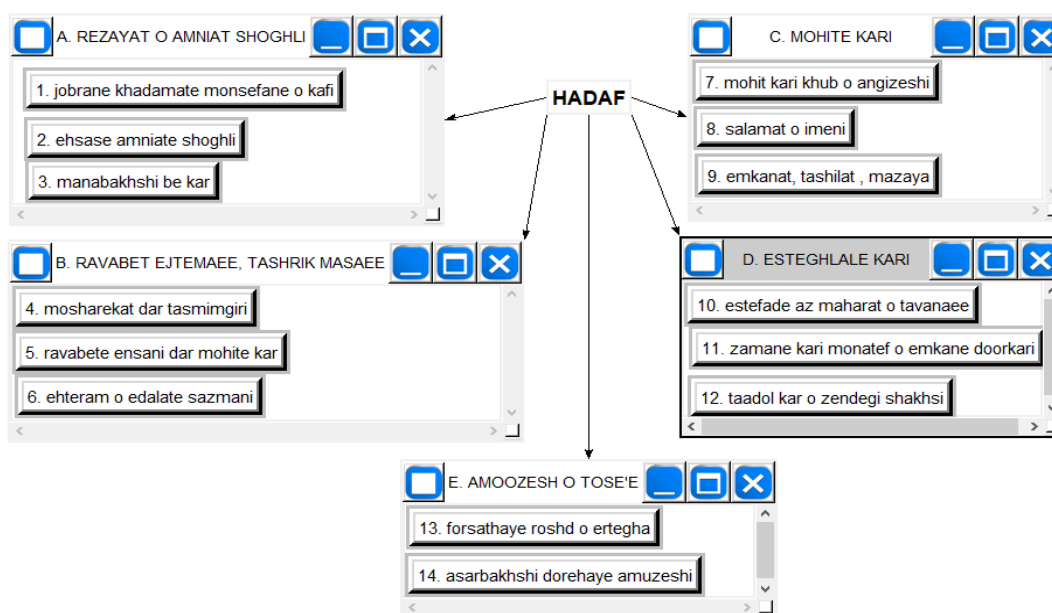 A. REZAYAT O AMNIAT SHOGHLI
1. jobrane khadamate monsefane o kafi
2. ehsase amniate shoghli
3. manabakhshi be kar
HADAF
C. MOHITE KARI
7. mohit kari khub o angizeshi
8. salamat o imeni
9. emkanat, tashilat , mazaya
B. RAVABET EJTEMAEE, TASHRIK MASAEE
4. mosharekat dar tasmimgiri
5. ravabete ensani dar mohite kar
6. ehteram o edalate sazmani
D. ESTEGHLALE KARI
10. estefade az maharat o tavanaee
11. zamane kari monatef o emkane doorkari
12. taadol kar o zendegi shakhsi
E. AMOOZESH O TOSE'E
13. forsathaye roshd o ertegha
14. asarbakhshi dorehaye amuzeshi